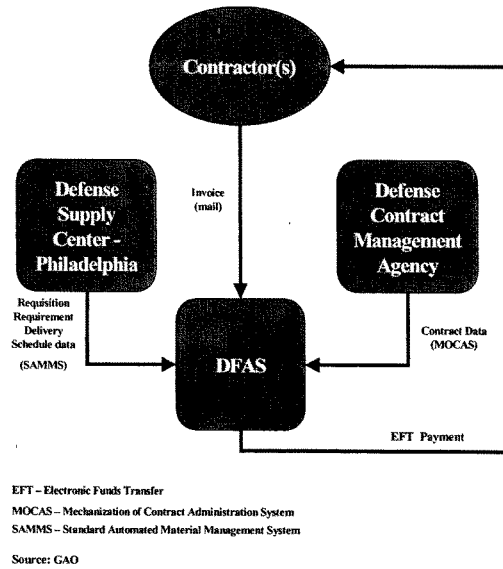 Contractor(s)
Invoice
(mail)
Defense
Supply
Center -
Philadelphia
Defense
Contract
Management
Agency
Requisition
Requirement
Delivery
Schedule data
(SAMMS)
Contract Data
(MOCAS)
DFAS
EFT Payment
EFT – Electronic Funds Transfer
MOCAS – Mechanization of Contract Administration System
SAMMS – Standard Automated Material Management System
Source: GAO